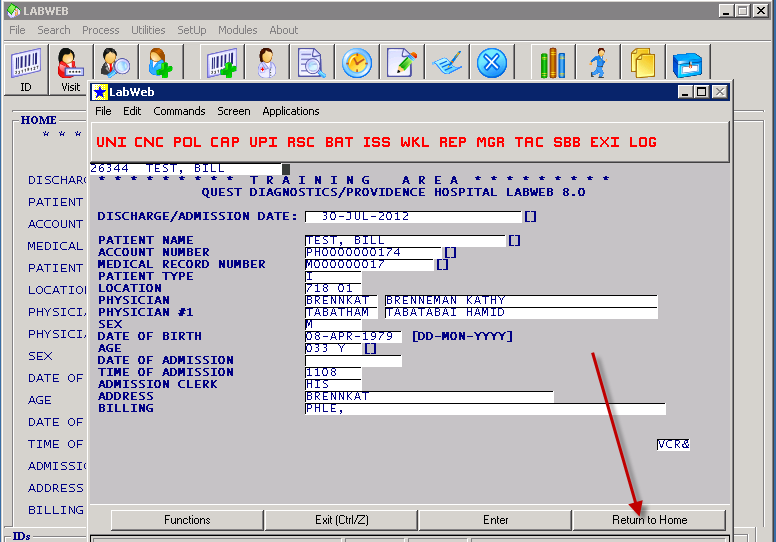 LABWEB
File Search Process Utilities SetUp Modules About
ID Visit
HOME
* * *
DISCHARG
PATIENT
ACCOUNT
MEDICAL
PATIENT
LOCATIO
PHYSICI
PHYSICI
SEX
DATE OF
AGE
DATE OF
TIME OF
ADMISSIO
ADDRESS
BILLING
IDs
LabWeb
File Edit Commands Screen Applications
UNI CNC POL CAP UPI RSC BAT ISS WKL REP MGR TAC SBB EXI LOG
26344 TEST, BILL
* * * * * * * * * T R A I N I N G A R E A * * * * * * * * *
QUEST DIAGNOSTICS/PROVIDENCE HOSPITAL LABWEB 8.0
DISCHARGE/ADMISSION DATE: 30-JUL-2012 []
PATIENT NAME TEST, BILL []
ACCOUNT NUMBER PH0000000174 []
MEDICAL RECORD NUMBER M000000017 []
PATIENT TYPE I
LOCATION 718 01
PHYSICIAN BRENNKAT BRENNEMAN KATHY
PHYSICIAN #1 TABATHAM TABATABAI HAMID
SEX M
DATE OF BIRTH 08-APR-1979 [DD-MON-YYYY]
AGE 033 Y []
DATE OF ADMISSION
TIME OF ADMISSION 1108
ADMISSION CLERK HIS
ADDRESS BRENNKAT
BILLING PHLE,
VCR&
Functions Exit (Ctrl/Z) Enter Return to Home